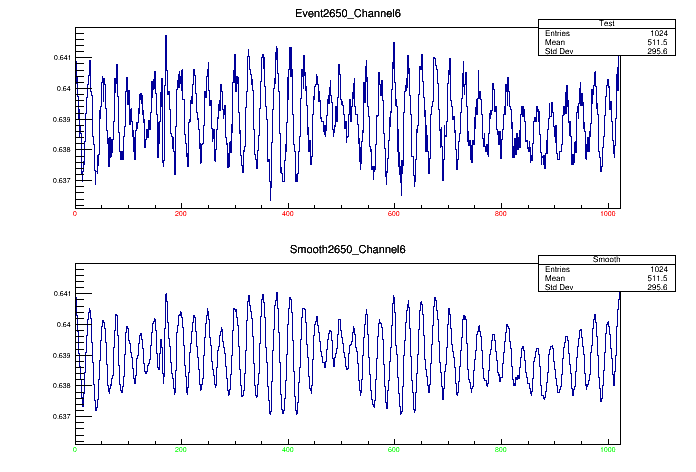 Event2650_Channel6
Test
Entries 1024
Mean 511.5
Std Dev 295.6
0.641
0.64
0.639
0.638
0.637
0 200 400 600 800 1000
Smooth2650_Channel6
Smooth
Entries 1024
Mean 511.5
Std Dev 295.6
0.641
0.64
0.639
0.638
0.637
0 200 400 600 800 1000